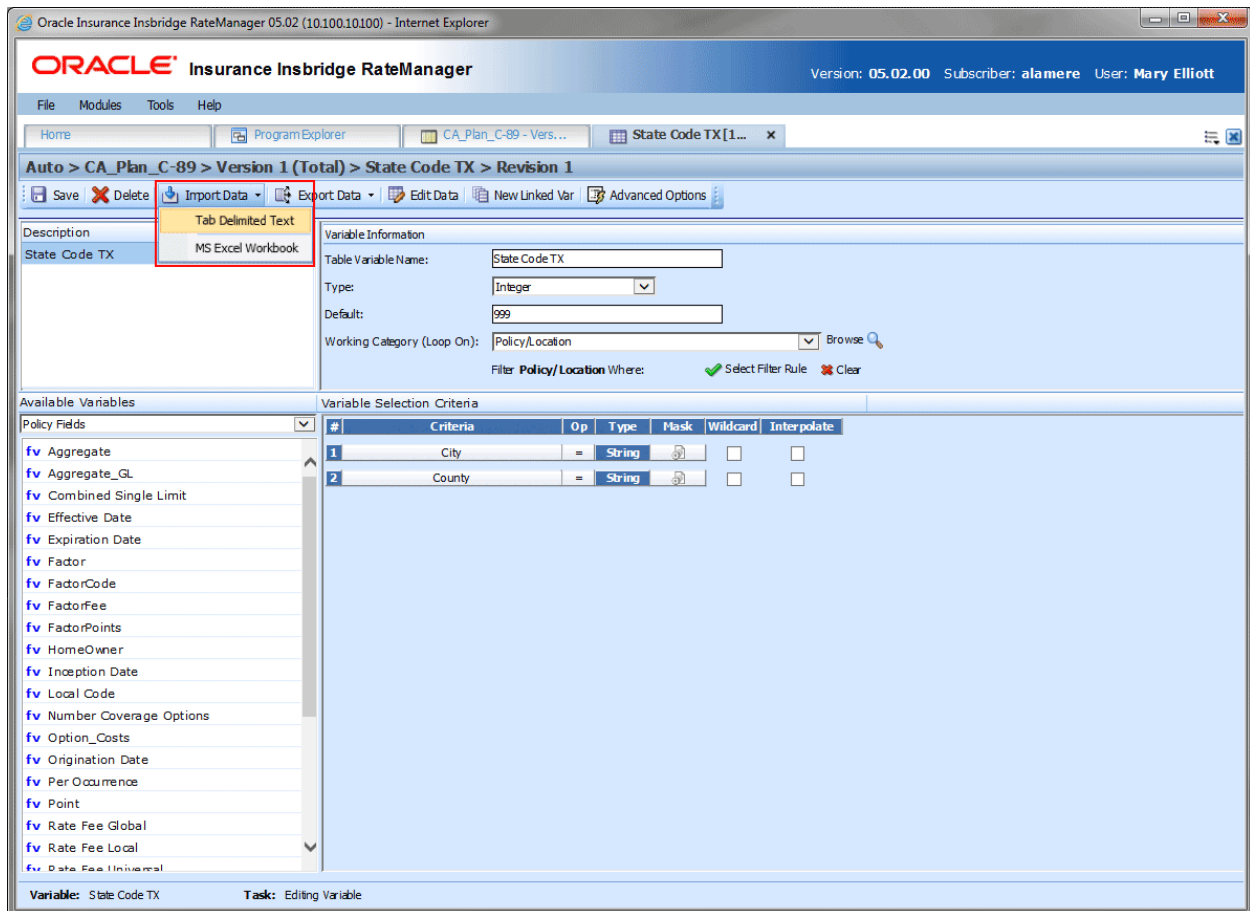 Oracle Insurance Insbridge RateManager 05.02 (10.100.10.100) - Internet Explorer
ORACLE Insurance Insbridge RateManager
Version: 05.02.00 Subscriber: alamere User: Mary Elliott
File Modules Tools Help
Home Program Explorer CA_Plan_C-89 - Vers... State Code TX[1... x
Auto > CA_Plan_C-89 > Version 1 (Total) > State Code TX > Revision 1
Save Delete Import Data Export Data Edit Data New Linked Var Advanced Options
Tab Delimited Text
MS Excel Workbook
Description
State Code TX
Variable Information
Table Variable Name: State Code TX
Type: Integer
Default: 999
Working Category (Loop On): Policy/Location Browse
Filter Policy/Location Where: Select Filter Rule Clear
Available Variables
Policy Fields
fv Aggregate
fv Aggregate_GL
fv Combined Single Limit
fv Effective Date
fv Expiration Date
fv Factor
fv FactorCode
fv FactorFee
fv FactorPoints
fv HomeOwner
fv Inception Date
fv Local Code
fv Number Coverage Options
fv Option_Costs
fv Origination Date
fv Per Occurrence
fv Point
fv Rate Fee Global
fv Rate Fee Local
fv Rate Fee Universal
Variable Selection Criteria
# Criteria Op Type Mask Wildcard Interpolate
1 City = String
2 County = String
Variable: State Code TX Task: Editing Variable